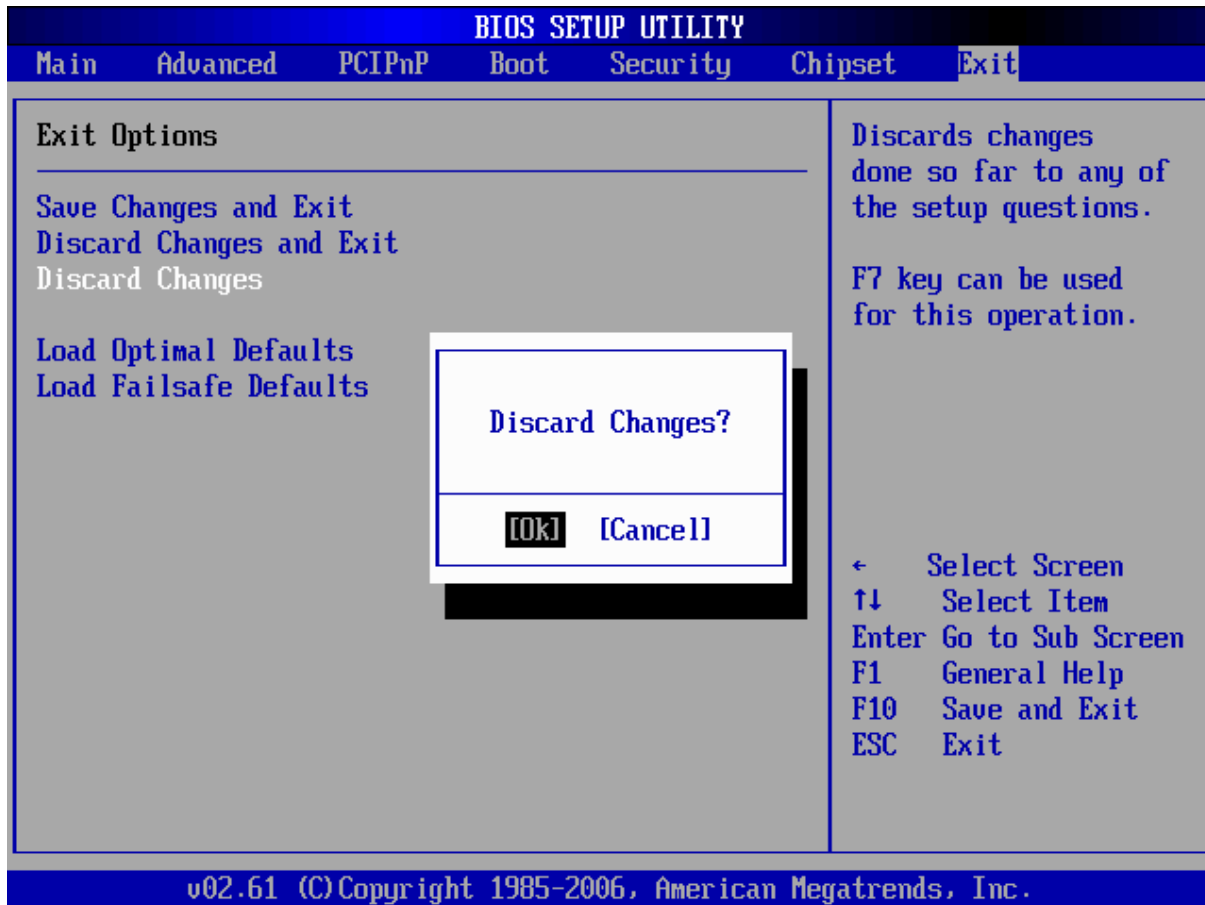 BIOS SETUP UTILITY
Main Advanced PCIPnP Boot Security Chipset Exit
Exit Options
Save Changes and Exit
Discard Changes and Exit
Discard Changes
Load Optimal Defaults
Load Failsafe Defaults
Discard Changes?
[Ok] [Cancel]
Discards changes
done so far to any of
the setup questions.
F7 key can be used
for this operation.
← Select Screen
↑↓ Select Item
Enter Go to Sub Screen
F1 General Help
F10 Save and Exit
ESC Exit
v02.61 (C)Copyright 1985-2006, American Megatrends, Inc.